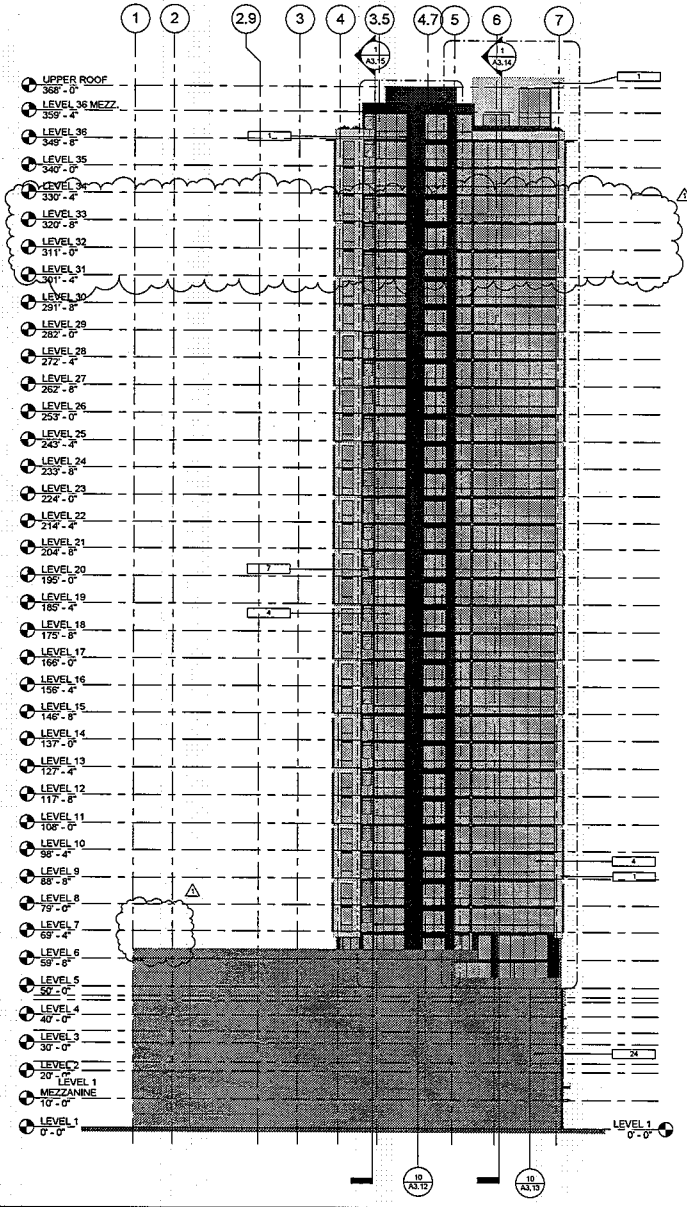 1 2 2.9 3 4 3.5 4.7 5 6 7
1
A3.15
1
A3.14
UPPER ROOF
368' - 0"
1
LEVEL 36 MEZZ.
359' - 4"
LEVEL 36
349' - 8"
1
LEVEL 35
340' - 0"
LEVEL 34
330' - 4"
1
LEVEL 33
320' - 8"
LEVEL 32
311' - 0"
LEVEL 31
301' - 4"
LEVEL 30
291' - 8"
LEVEL 29
282' - 0"
LEVEL 28
272' - 4"
LEVEL 27
262' - 8"
LEVEL 26
253' - 0"
LEVEL 25
243' - 4"
LEVEL 24
233' - 8"
LEVEL 23
224' - 0"
LEVEL 22
214' - 4"
LEVEL 21
204' - 8"
7
LEVEL 20
195' - 0"
LEVEL 19
185' - 4"
4
LEVEL 18
175' - 8"
LEVEL 17
166' - 0"
LEVEL 16
156' - 4"
LEVEL 15
146' - 8"
LEVEL 14
137' - 0"
LEVEL 13
127' - 4"
LEVEL 12
117' - 8"
LEVEL 11
108' - 0"
LEVEL 10
98' - 4"
4
LEVEL 9
88' - 8"
1
1
LEVEL 8
79' - 0"
LEVEL 7
69' - 4"
LEVEL 6
59' - 8"
LEVEL 5
50' - 0"
LEVEL 4
40' - 0"
LEVEL 3
30' - 0"
24
LEVEL 2
20' - 0"
LEVEL 1
MEZZANINE
10' - 0"
LEVEL 1
0' - 0"
LEVEL 1
0' - 0"
10
A3.12
10
A3.13